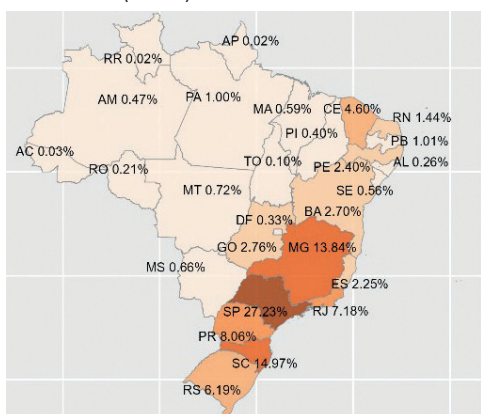 AP 0.02%
RR 0.02%
AM 0.47%
PA 1.00%
MA 0.59%
CE 4.60%
RN 1.44%
PI 0.40%
PB 1.01%
AC 0.03%
RO 0.21%
TO 0.10%
PE 2.40%
AL 0.26%
MT 0.72%
SE 0.56%
DF 0.33%
BA 2.70%
GO 2.76%
MG 13.84%
MS 0.66%
ES 2.25%
SP 27.23%
RJ 7.18%
PR 8.06%
SC 14.97%
RS 6.19%